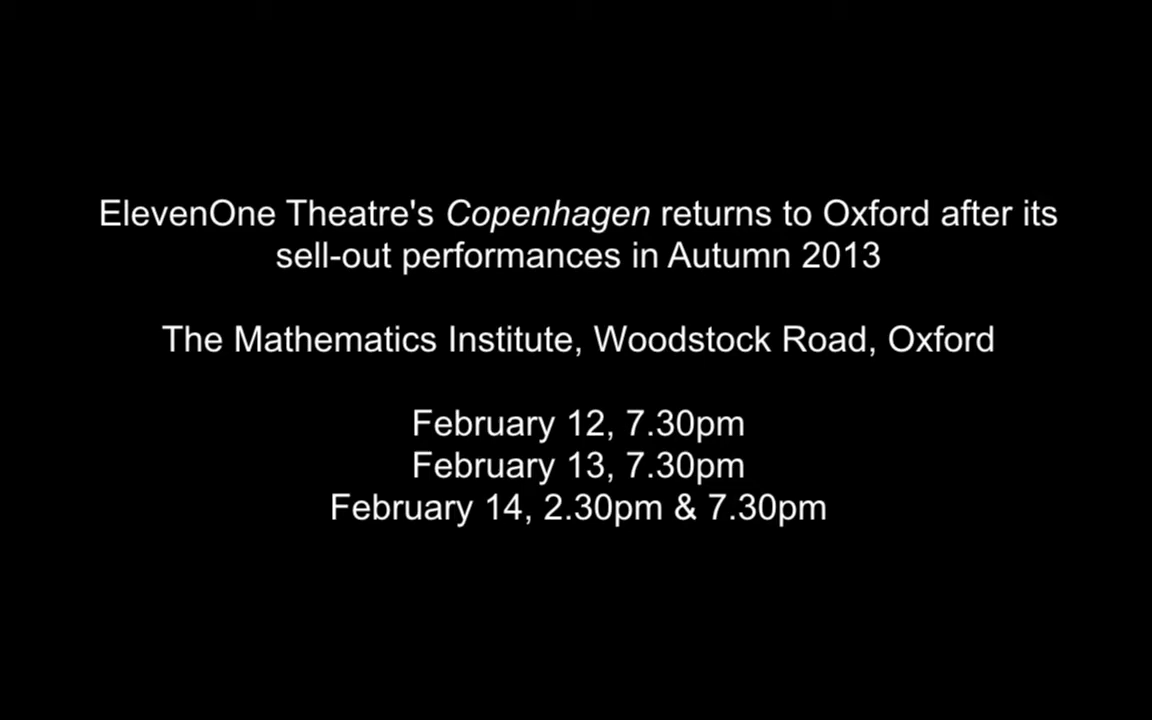 ElevenOne Theatre's Copenhagen returns to Oxford after its
sell-out performances in Autumn 2013
The Mathematics Institute, Woodstock Road, Oxford
February 12, 7.30pm
February 13, 7.30pm
February 14, 2.30pm & 7.30pm